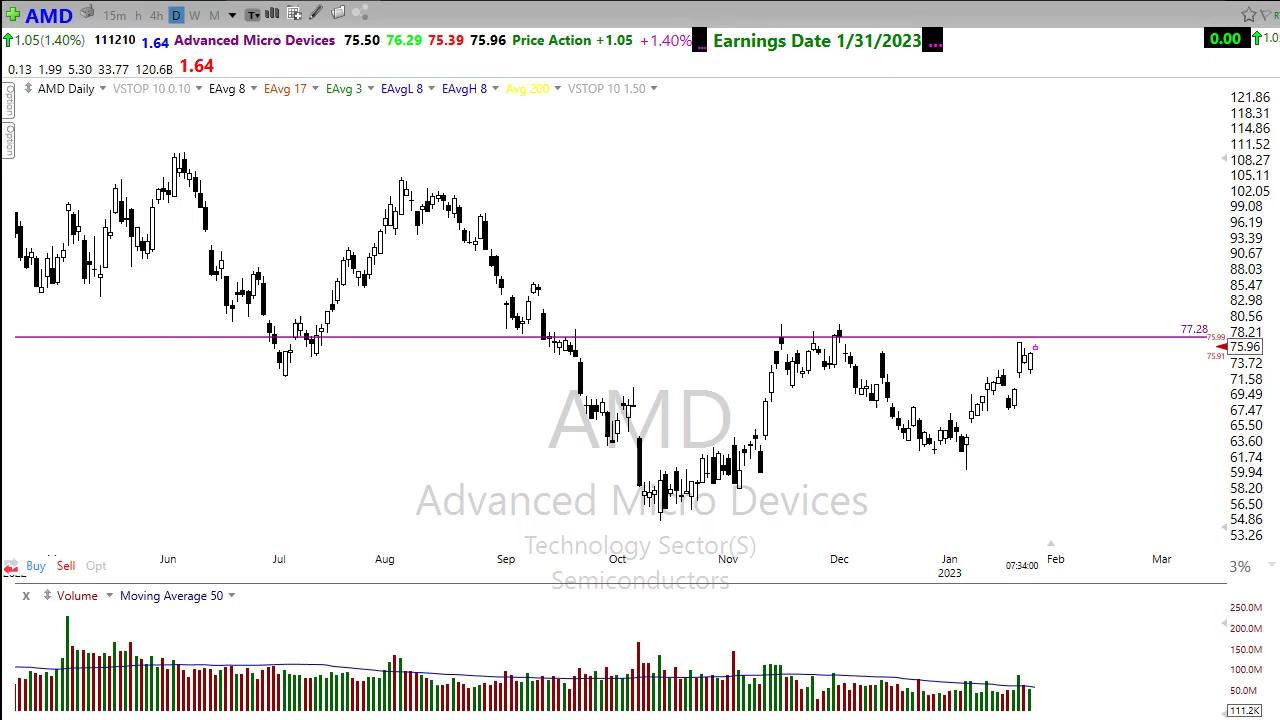 AMD 15m h 4h D W M T
1.05(1.40%) 111210 1.64 Advanced Micro Devices 75.50 76.29 75.39 75.96 Price Action +1.05 +1.40% ... Earnings Date 1/31/2023 ... 0.00
0.13 1.99 5.30 33.77 120.6B 1.64
AMD Daily VSTOP 10 0.10 EAvg 8 EAvg 17 EAvg 3 EAvgL 8 EAvgH 8 Avg 200 VSTOP 10 1.50
Option
Option
121.86
118.31
114.86
111.52
108.27
105.11
102.05
99.08
96.19
93.39
90.67
88.03
85.47
82.98
80.56
78.21
77.28
75.99
75.96
75.91
73.72
71.58
69.49
67.47
65.50
63.60
61.74
59.94
58.20
56.50
54.86
53.26
AMD
Advanced Micro Devices
Technology Sector(S)
Semiconductors
Jun Jul Aug Sep Oct Nov Dec Jan Feb Mar
2023 07:34:00
Buy Sell Opt
3%
x Volume Moving Average 50
250.0M
200.0M
150.0M
100.0M
50.0M
111.2K